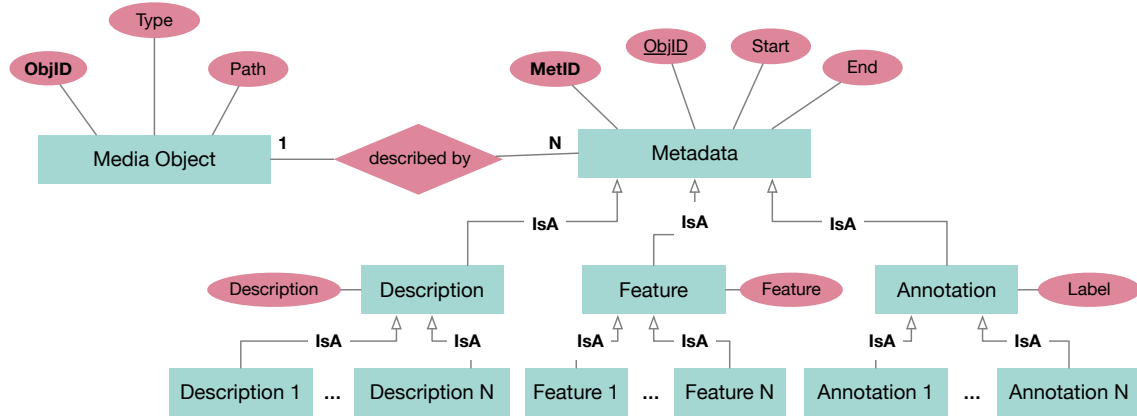 Type
ObjID
Path
MetID
ObjID
Start
End
1
N
Media Object
described by
Metadata
IsA
IsA
IsA
Description
Description
Feature
Feature
Annotation
Label
IsA
IsA
IsA
IsA
IsA
IsA
Description 1
...
Description N
Feature 1
...
Feature N
Annotation 1
...
Annotation N